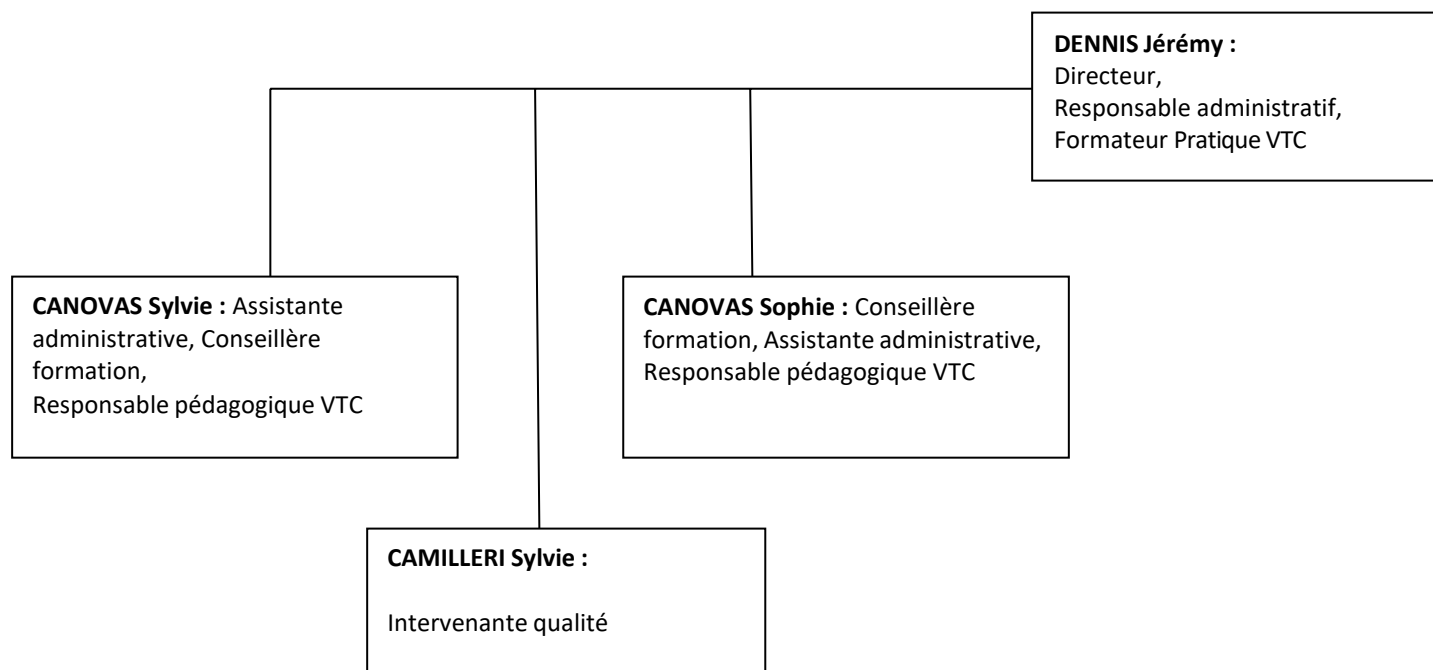 DENNIS Jérémy :
Directeur,
Responsable administratif,
Formateur Pratique VTC
CANOVAS Sylvie : Assistante
administrative, Conseillère
formation,
Responsable pédagogique VTC
CANOVAS Sophie : Conseillère
formation, Assistante administrative,
Responsable pédagogique VTC
CAMILLERI Sylvie :
Intervenante qualité